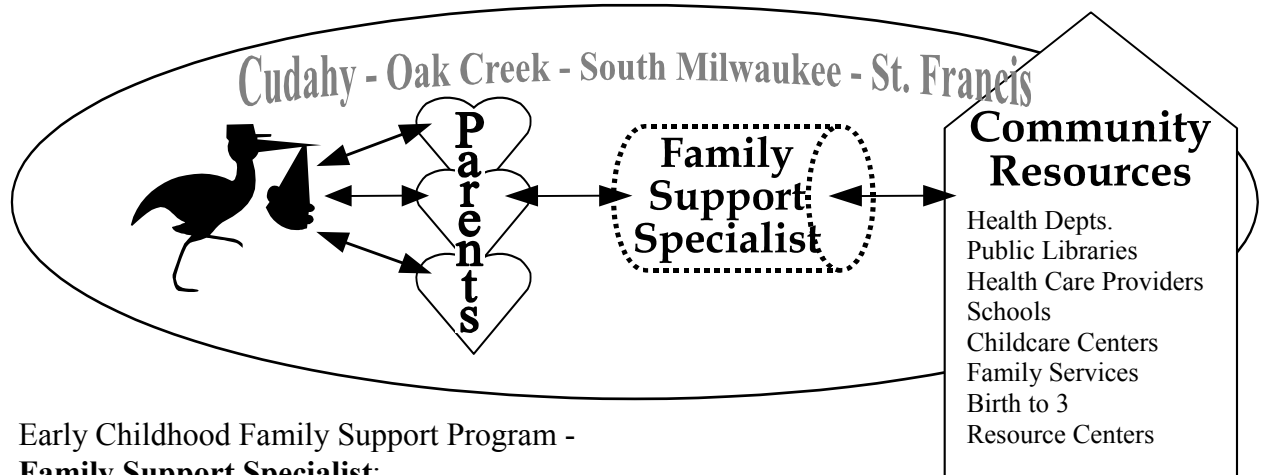 Cudahy - Oak Creek - South Milwaukee - St. Francis
Parents
Family
Support
Specialist
Community
Resources
Health Depts.
Public Libraries
Health Care Providers
Schools
Childcare Centers
Family Services
Birth to 3
Resource Centers
Early Childhood Family Support Program -
Family Support Specialist: